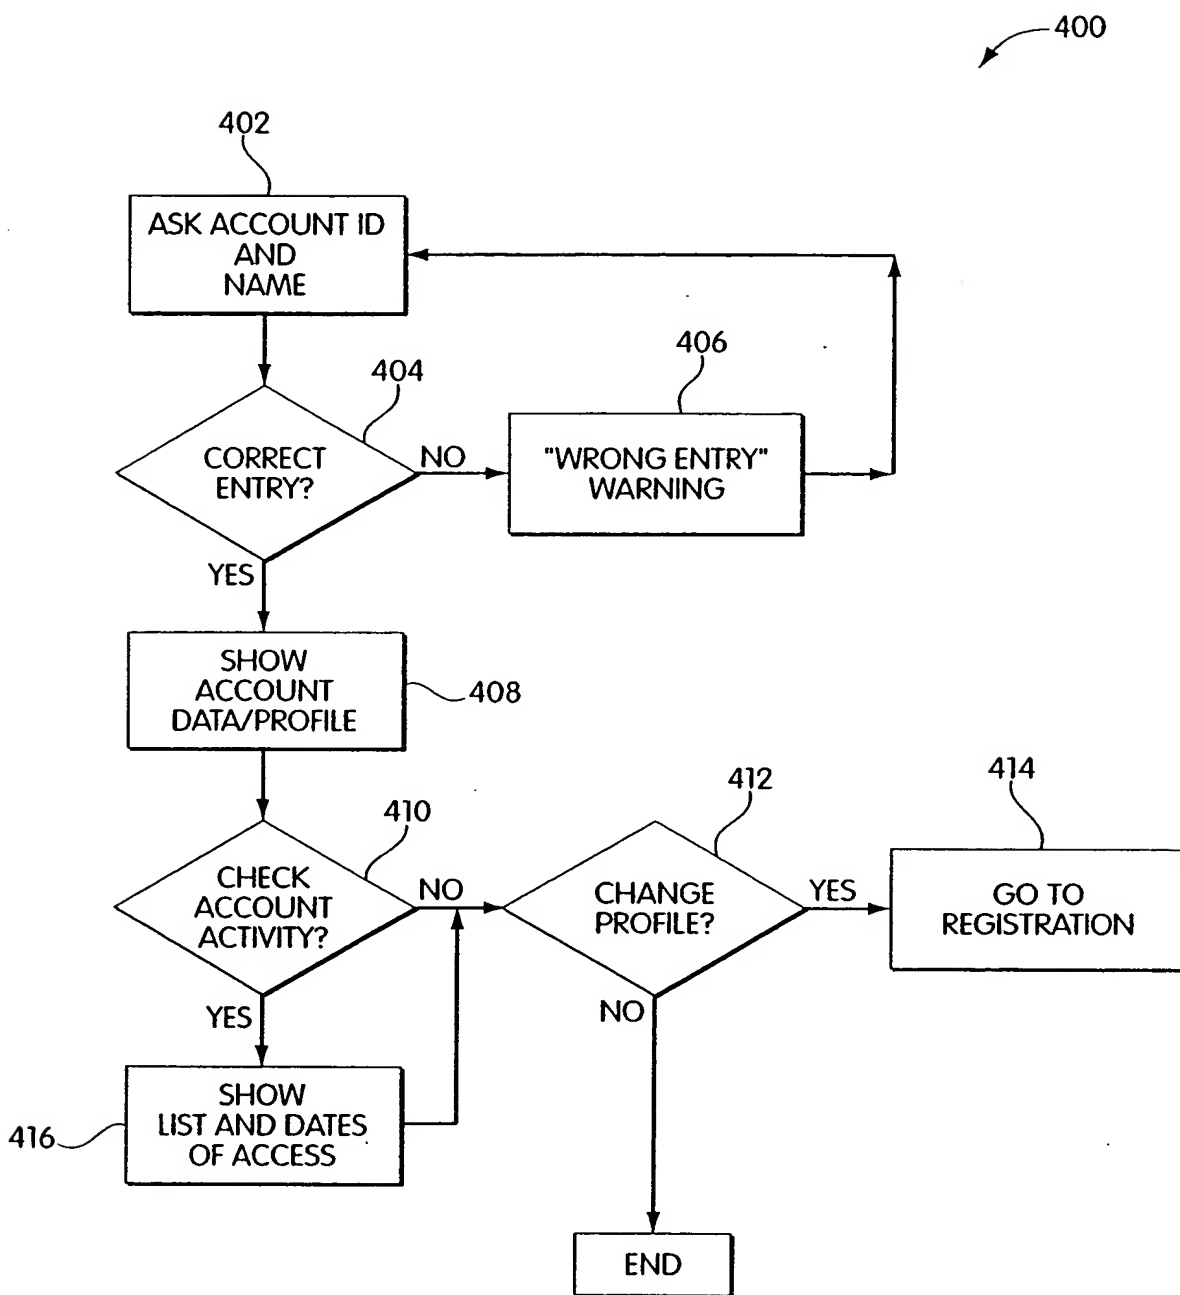 400
402
ASK ACCOUNT ID
AND
NAME
404
CORRECT
ENTRY?
NO
406
"WRONG ENTRY"
WARNING
YES
SHOW
ACCOUNT
DATA/PROFILE
408
410
CHECK
ACCOUNT
ACTIVITY?
NO
412
CHANGE
PROFILE?
YES
414
GO TO
REGISTRATION
YES
NO
SHOW
LIST AND DATES
OF ACCESS
416
END